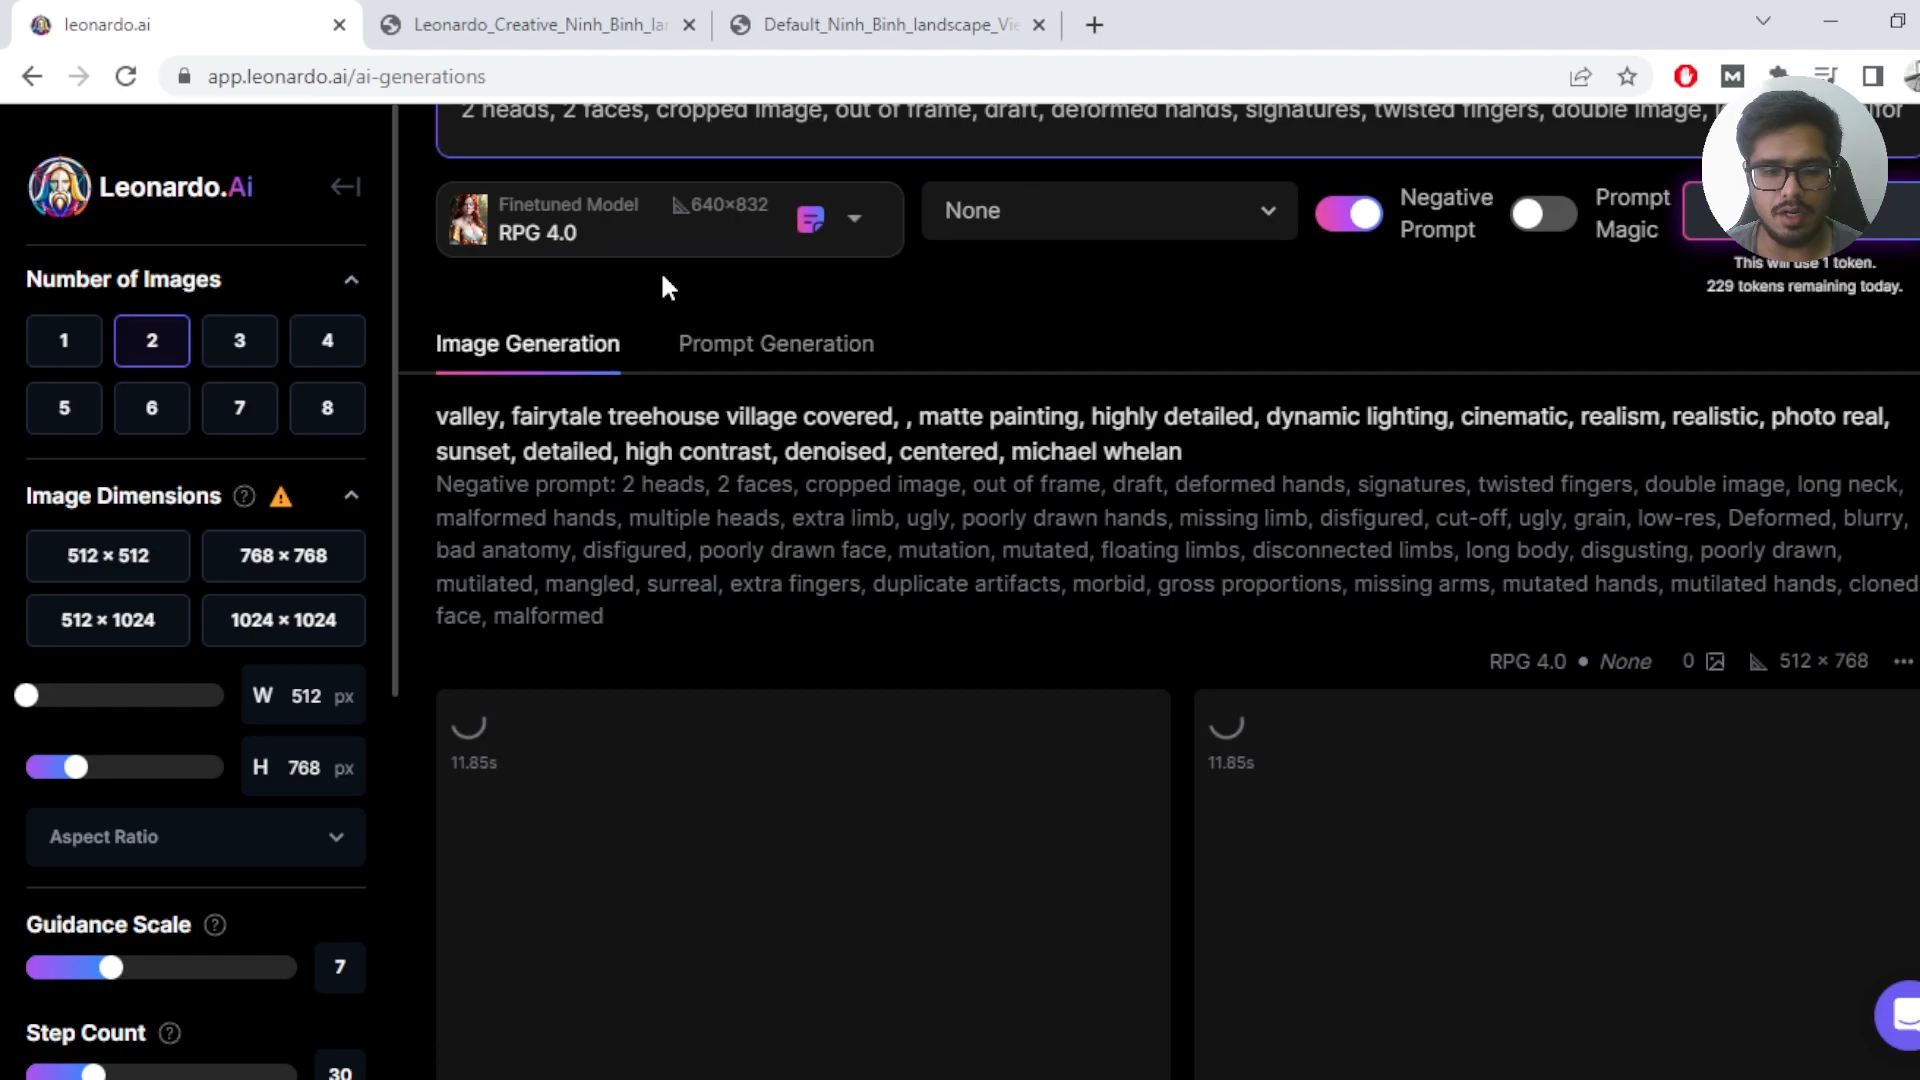 leonardo.ai
Leonardo_Creative_Ninh_Binh_la
Default_Ninh_Binh_landscape_Vie
app.leonardo.ai/ai-generations
2 heads, 2 faces, cropped image, out of frame, draft, deformed hands, signatures, twisted fingers, double image,
Leonardo.Ai
Finetuned Model 640×832
RPG 4.0
None
Negative Prompt
Prompt Magic
This will use 1 token.
229 tokens remaining today.
Number of Images
1 2 3 4
5 6 7 8
Image Generation Prompt Generation
valley, fairytale treehouse village covered, , matte painting, highly detailed, dynamic lighting, cinematic, realism, realistic, photo real,
sunset, detailed, high contrast, denoised, centered, michael whelan
Negative prompt: 2 heads, 2 faces, cropped image, out of frame, draft, deformed hands, signatures, twisted fingers, double image, long neck,
malformed hands, multiple heads, extra limb, ugly, poorly drawn hands, missing limb, disfigured, cut-off, ugly, grain, low-res, Deformed, blurry,
bad anatomy, disfigured, poorly drawn face, mutation, mutated, floating limbs, disconnected limbs, long body, disgusting, poorly drawn,
mutilated, mangled, surreal, extra fingers, duplicate artifacts, morbid, gross proportions, missing arms, mutated hands, mutilated hands, cloned
face, malformed
RPG 4.0 • None 0 512 × 768 •••
11.85s 11.85s
Image Dimensions ?
512 × 512 768 × 768
512 × 1024 1024 × 1024
W 512 px
H 768 px
Aspect Ratio
Guidance Scale ?
7
Step Count ?
30